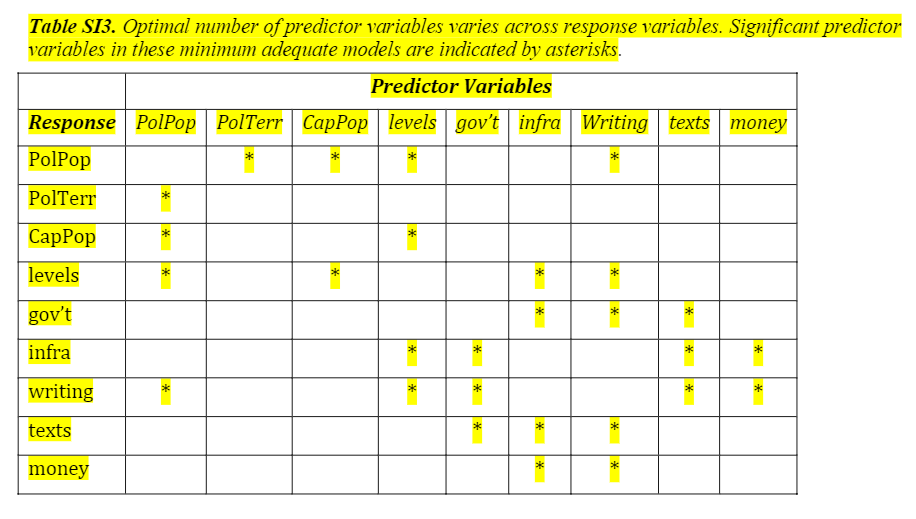 Table SI3. Optimal number of predictor variables varies across response variables. Significant predictor
variables in these minimum adequate models are indicated by asterisks.
Predictor Variables
Response PolPop PolTerr CapPop levels gov't infra Writing texts money
PolPop * * * *
PolTerr *
CapPop * *
levels * * * *
gov't * * *
infra * * * *
writing * * * * *
texts * * *
money * *